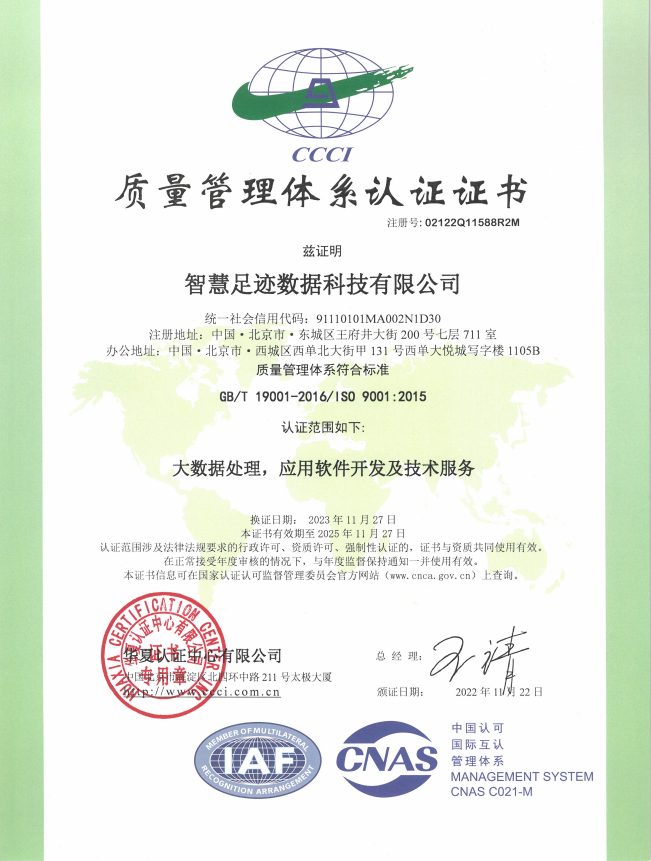 CCCI
质量管理体系认证证书
注册号: 02122Q11588R2M
兹证明
智慧足迹数据科技有限公司
统一社会信用代码: 91110101MA002N1D30
注册地址: 中国·北京市·东城区王府井大街 200 号七层 711 室
办公地址: 中国·北京市·西城区西单北大街甲 131 号西单大悦城写字楼 1105B
质量管理体系符合标准
GB/T 19001-2016/ISO 9001:2015
认证范围如下:
大数据处理，应用软件开发及技术服务
换证日期: 2023 年 11 月 27 日
本证书有效期至 2025 年 11 月 27 日
认证范围涉及法律法规要求的行政许可、资质许可、强制性认证的，证书与资质共同使用有效。
在正常接受年度审核的情况下，与年度监督保持通知一并使用有效。
本证书信息可在国家认证认可监督管理委员会官方网站（www.cnca.gov.cn）上查询。
HUAXIA CERTIFICATION CENTER INC
华夏认证中心有限公司
证书
专用章
华夏认证中心有限公司
中国北京市海淀区北四环中路 211 号太极大厦
http://www.ccci.com.cn
总 经 理:
颁证日期: 2022 年 11 月 22 日
MEMBER OF MULTILATERAL
IAF
RECOGNITION ARRANGEMENT
CNAS
中国认可
国际互认
管理体系
MANAGEMENT SYSTEM
CNAS C021-M